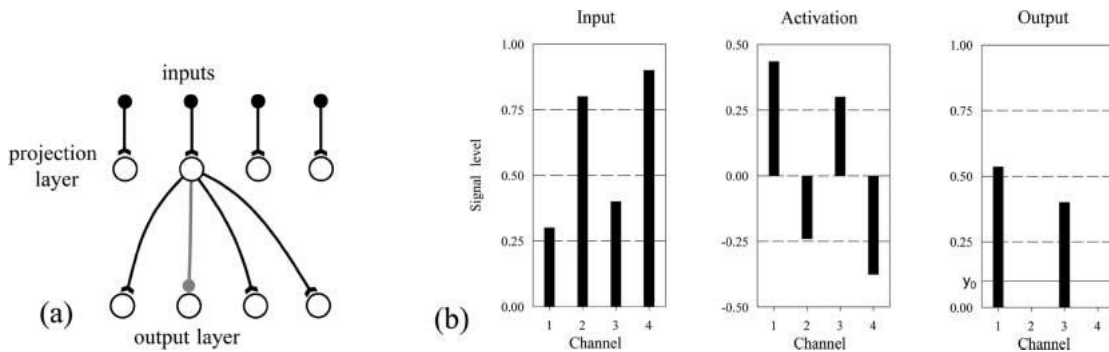 inputs
projection
layer
output layer
(a)
(b)
Input
1.00
0.75
0.50
0.25
0.00
Signal level
1 2 3 4
Channel
Activation
0.50
0.25
0.00
-0.25
-0.50
1 2 3 4
Channel
Output
1.00
0.75
0.50
0.25
y₀
0.00
1 2 3 4
Channel